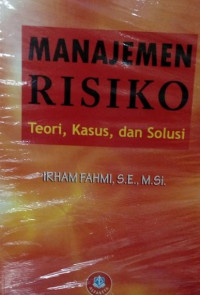 MANAJEMEN
RISIKO
Teori, Kasus, dan Solusi
IRHAM FAHMI, S.E., M.Si.